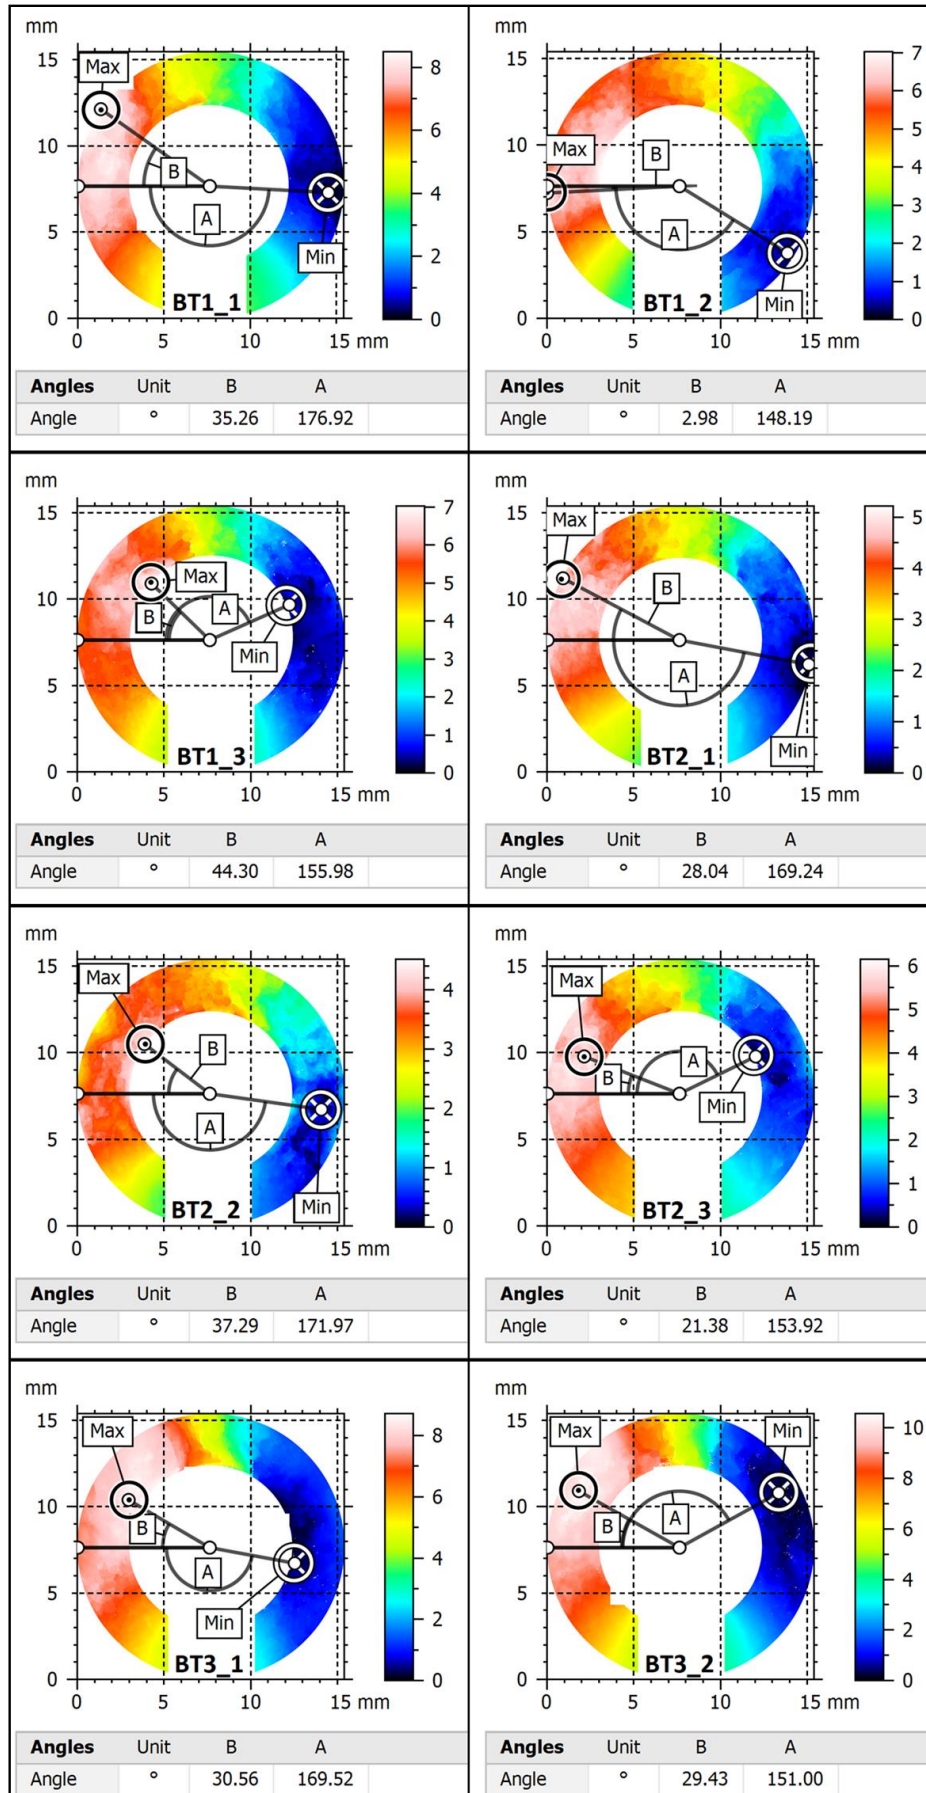 mm
15
10
5
0
0 5 10 15 mm
8
6
4
2
0
Max
B
A
Min
BT1_1
Angles Unit B A
Angle ° 35.26 176.92
mm
15
10
5
0
0 5 10 15 mm
7
6
5
4
3
2
1
0
Max
B
A
Min
BT1_2
Angles Unit B A
Angle ° 2.98 148.19
mm
15
10
5
0
0 5 10 15 mm
7
6
5
4
3
2
1
0
Max
A
B
Min
BT1_3
Angles Unit B A
Angle ° 44.30 155.98
mm
15
10
5
0
0 5 10 15 mm
5
4
3
2
1
0
Max
B
A
Min
BT2_1
Angles Unit B A
Angle ° 28.04 169.24
mm
15
10
5
0
0 5 10 15 mm
4
3
2
1
0
Max
B
A
Min
BT2_2
Angles Unit B A
Angle ° 37.29 171.97
mm
15
10
5
0
0 5 10 15 mm
6
5
4
3
2
1
0
Max
A
B
Min
BT2_3
Angles Unit B A
Angle ° 21.38 153.92
mm
15
10
5
0
0 5 10 15 mm
8
6
4
2
0
Max
B
A
Min
BT3_1
Angles Unit B A
Angle ° 30.56 169.52
mm
15
10
5
0
0 5 10 15 mm
10
8
6
4
2
0
Max
Min
A
B
BT3_2
Angles Unit B A
Angle ° 29.43 151.00